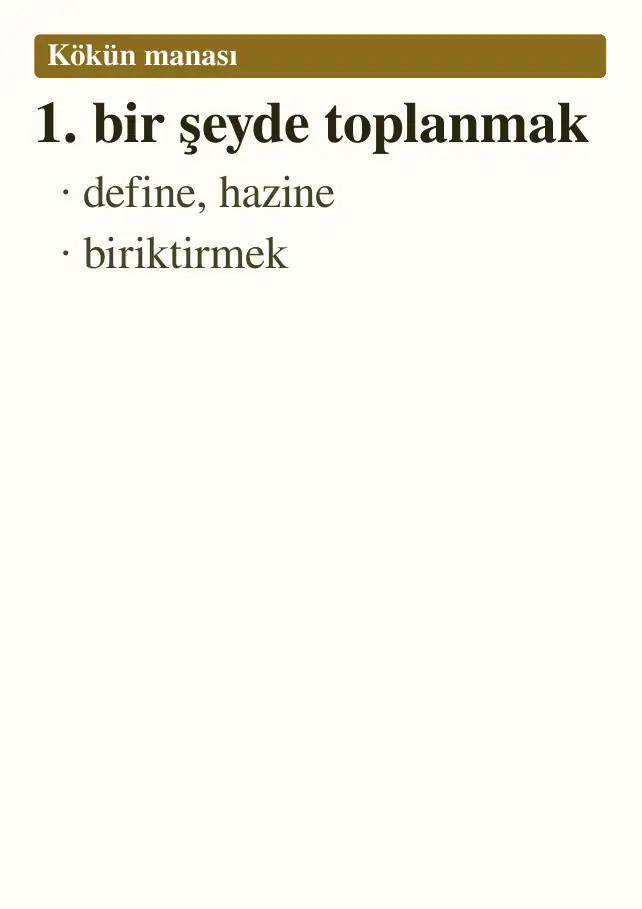 Kökün manası
1. bir şeyde toplanmak
· define, hazine
· biriktirmek